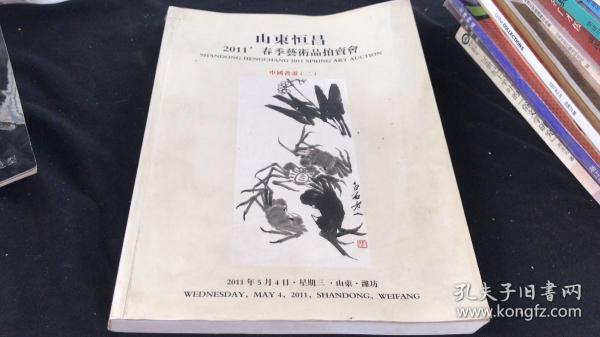 山東恒昌
2011'春季藝術品拍賣會
SHANDONG HENGCHANG 2011 SPRING ART AUCTION
中國書畫(二)
白石老人
2011年5月4日·星期三·山東·濰坊
WEDNESDAY, MAY 4, 2011, SHANDONG, WEIFANG
孔夫子旧书网
www.kongfz.com